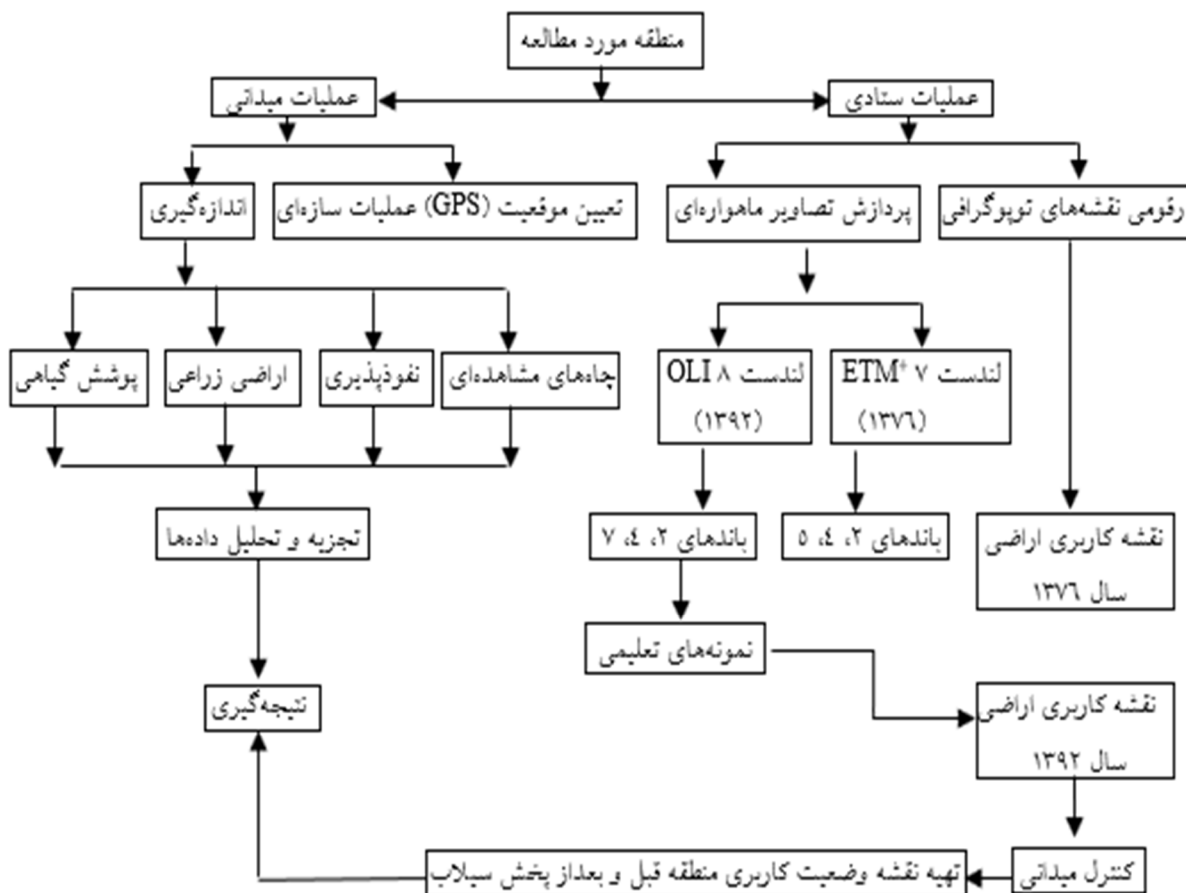 منطقه مورد مطالعه
عملیات ستادی
عملیات میدانی
رقومی نقشه‌های توپوگرافی
پردازش تصاویر ماهواره‌ای
تعیین موقعیت (GPS) عملیات سازه‌ای
اندازه‌گیری
لندست ۷ ETM⁺
(۱۳۷۶)
لندست ۸ OLI
(۱۳۹۲)
چاه‌های مشاهده‌ای
نفوذپذیری
اراضی زراعی
پوشش گیاهی
نقشه کاربری اراضی
سال ۱۳۷۶
باندهای ۲، ٤، ۵
باندهای ۲، ٤، ۷
تجزیه و تحلیل داده‌ها
نمونه‌های تعلیمی
نقشه کاربری اراضی
سال ۱۳۹۲
نتیجه‌گیری
کنترل میدانی
تهیه نقشه وضعیت کاربری منطقه قبل و بعداز پخش سیلاب